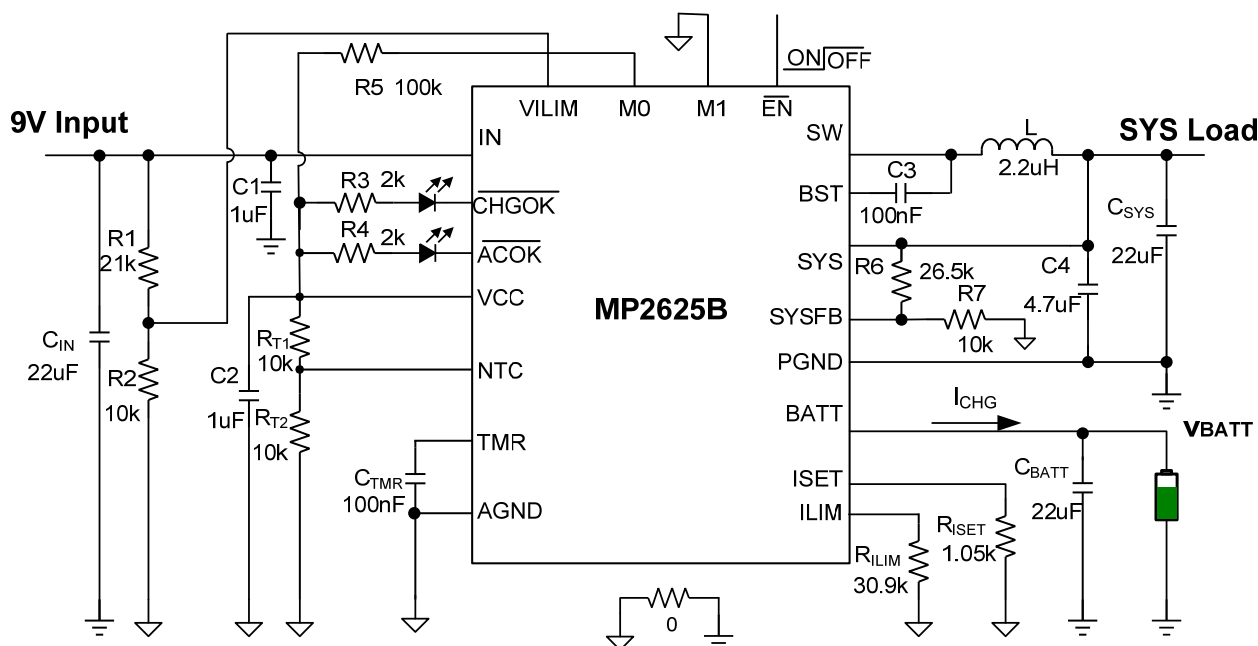 ON OFF
R5 100k
VILIM
M0
M1
EN
9V Input
IN
SW
L
2.2uH
SYS Load
C1
1uF
R3
2k
CHGOK
BST
C3
100nF
R4
2k
ACOK
CSYS
22uF
R1
21k
SYS
R6
26.5k
C4
4.7uF
VCC
MP2625B
SYSFB
R7
10k
CIN
22uF
RT1
10k
R2
10k
C2
1uF
NTC
PGND
RT2
10k
BATT
ICHG
VBATT
TMR
CTMR
100nF
AGND
ISET
ILIM
CBATT
22uF
RISET
1.05k
RILIM
30.9k
0